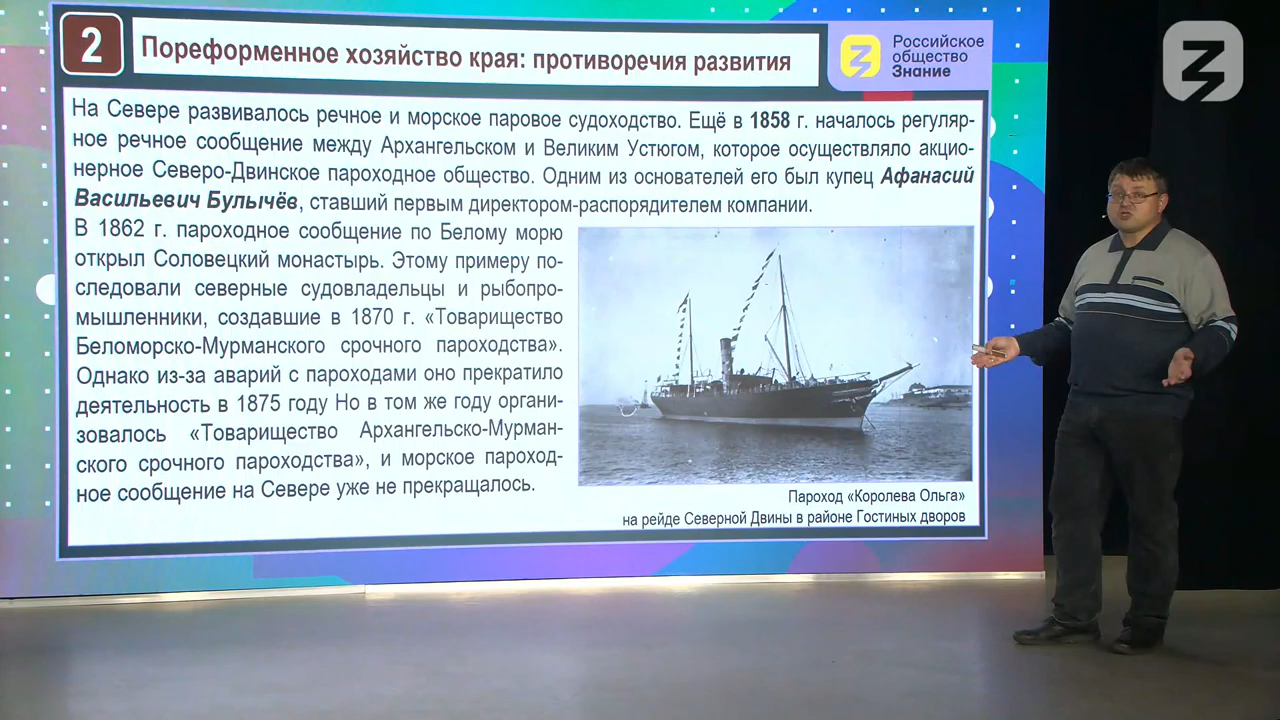 2
Пореформенное хозяйство края: противоречия развития
Российское
общество
Знание
На Севере развивалось речное и морское паровое судоходство. Ещё в 1858 г. началось регуляр-
ное речное сообщение между Архангельском и Великим Устюгом, которое осуществляло акцио-
нерное Северо-Двинское пароходное общество. Одним из основателей его был купец Афанасий
Васильевич Булычёв, ставший первым директором-распорядителем компании.
В 1862 г. пароходное сообщение по Белому морю
открыл Соловецкий монастырь. Этому примеру по-
следовали северные судовладельцы и рыбопро-
мышленники, создавшие в 1870 г. «Товарищество
Беломорско-Мурманского срочного пароходства».
Однако из-за аварий с пароходами оно прекратило
деятельность в 1875 году Но в том же году органи-
зовалось «Товарищество Архангельско-Мурман-
ского срочного пароходства», и морское пароход-
ное сообщение на Севере уже не прекращалось.
Пароход «Королева Ольга»
на рейде Северной Двины в районе Гостиных дворов